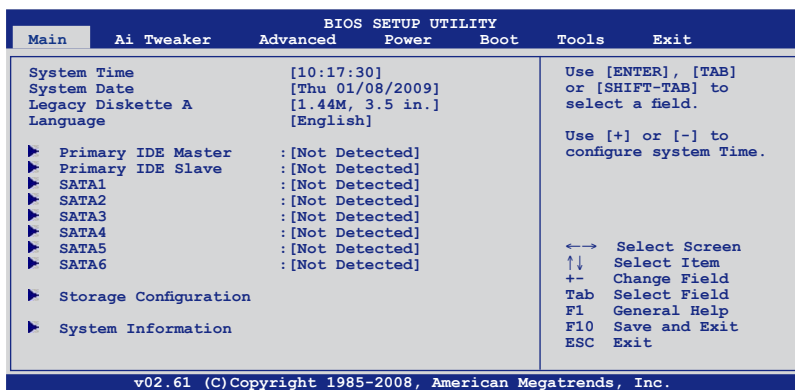 BIOS SETUP UTILITY
Main Ai Tweaker Advanced Power Boot Tools Exit
System Time [10:17:30]
System Date [Thu 01/08/2009]
Legacy Diskette A [1.44M, 3.5 in.]
Language [English]
Primary IDE Master :[Not Detected]
Primary IDE Slave :[Not Detected]
SATA1 :[Not Detected]
SATA2 :[Not Detected]
SATA3 :[Not Detected]
SATA4 :[Not Detected]
SATA5 :[Not Detected]
SATA6 :[Not Detected]
Storage Configuration
System Information
Use [ENTER], [TAB]
or [SHIFT-TAB] to
select a field.
Use [+] or [-] to
configure system Time.
←→ Select Screen
↑↓ Select Item
+- Change Field
Tab Select Field
F1 General Help
F10 Save and Exit
ESC Exit
v02.61 (C)Copyright 1985-2008, American Megatrends, Inc.